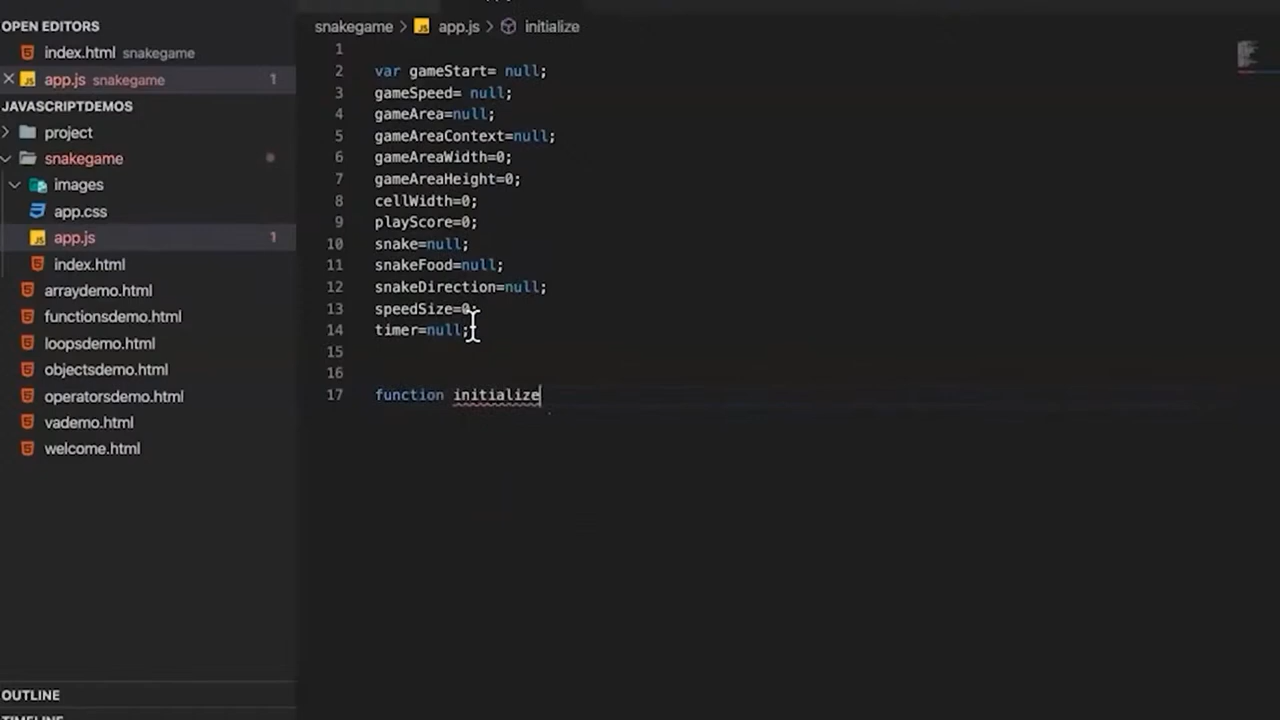 OPEN EDITORS
index.html snakegame
app.js snakegame 1
JAVASCRIPTDEMOS
project
snakegame
images
app.css
app.js 1
index.html
arraydemo.html
functionsdemo.html
loopsdemo.html
objectsdemo.html
operatorsdemo.html
vademo.html
welcome.html
OUTLINE
TIMELINE
snakegame > app.js > initialize
1
2 var gameStart= null;
3 gameSpeed= null;
4 gameArea=null;
5 gameAreaContext=null;
6 gameAreaWidth=0;
7 gameAreaHeight=0;
8 cellWidth=0;
9 playScore=0;
10 snake=null;
11 snakeFood=null;
12 snakeDirection=null;
13 speedSize=0;
14 timer=null;
15
16
17 function initialize